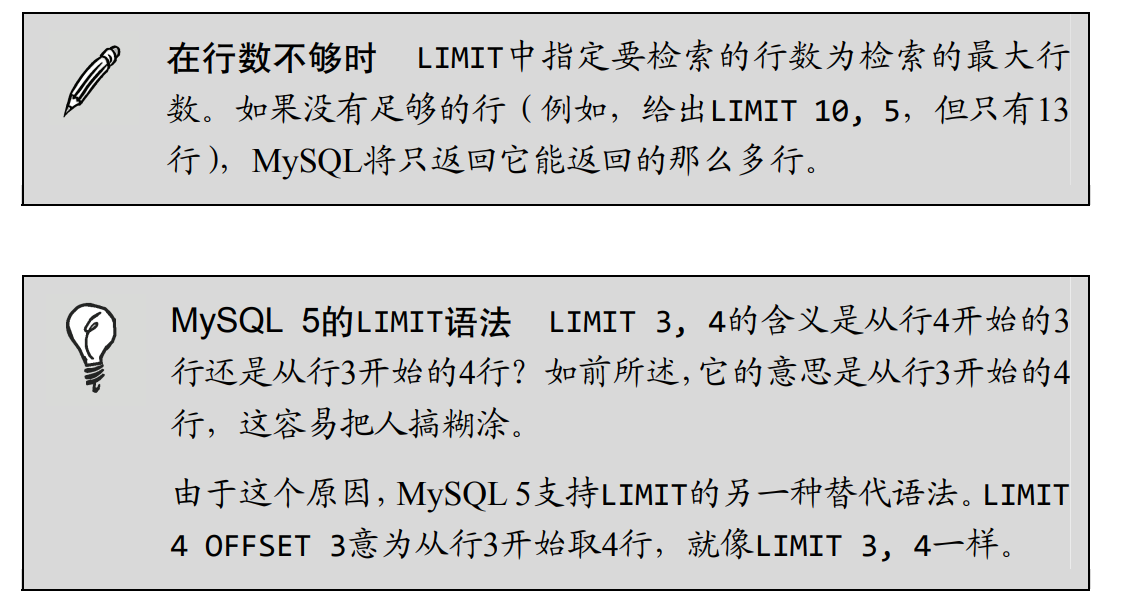 在行数不够时 LIMIT中指定要检索的行数为检索的最大行
数。如果没有足够的行（例如，给出LIMIT 10, 5，但只有13
行），MySQL将只返回它能返回的那么多行。
MySQL 5的LIMIT语法 LIMIT 3, 4的含义是从行4开始的3
行还是从行3开始的4行？如前所述，它的意思是从行3开始的4
行，这容易把人搞糊涂。
由于这个原因，MySQL 5支持LIMIT的另一种替代语法。LIMIT
4 OFFSET 3意为从行3开始取4行，就像LIMIT 3, 4一样。